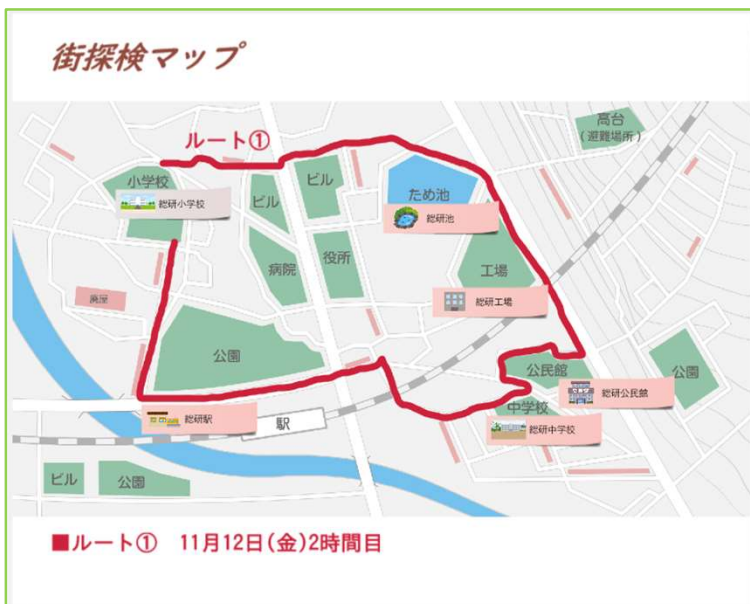 街探検マップ
ルート①
高台
(避難場所)
小学校
総研小学校
ビル
ビル
ため池
総研池
病院
役所
工場
総研工場
廃屋
公園
公民館
総研公民館
公園
中学校
総研中学校
総研駅
駅
ビル
公園
■ルート① 11月12日(金)2時間目